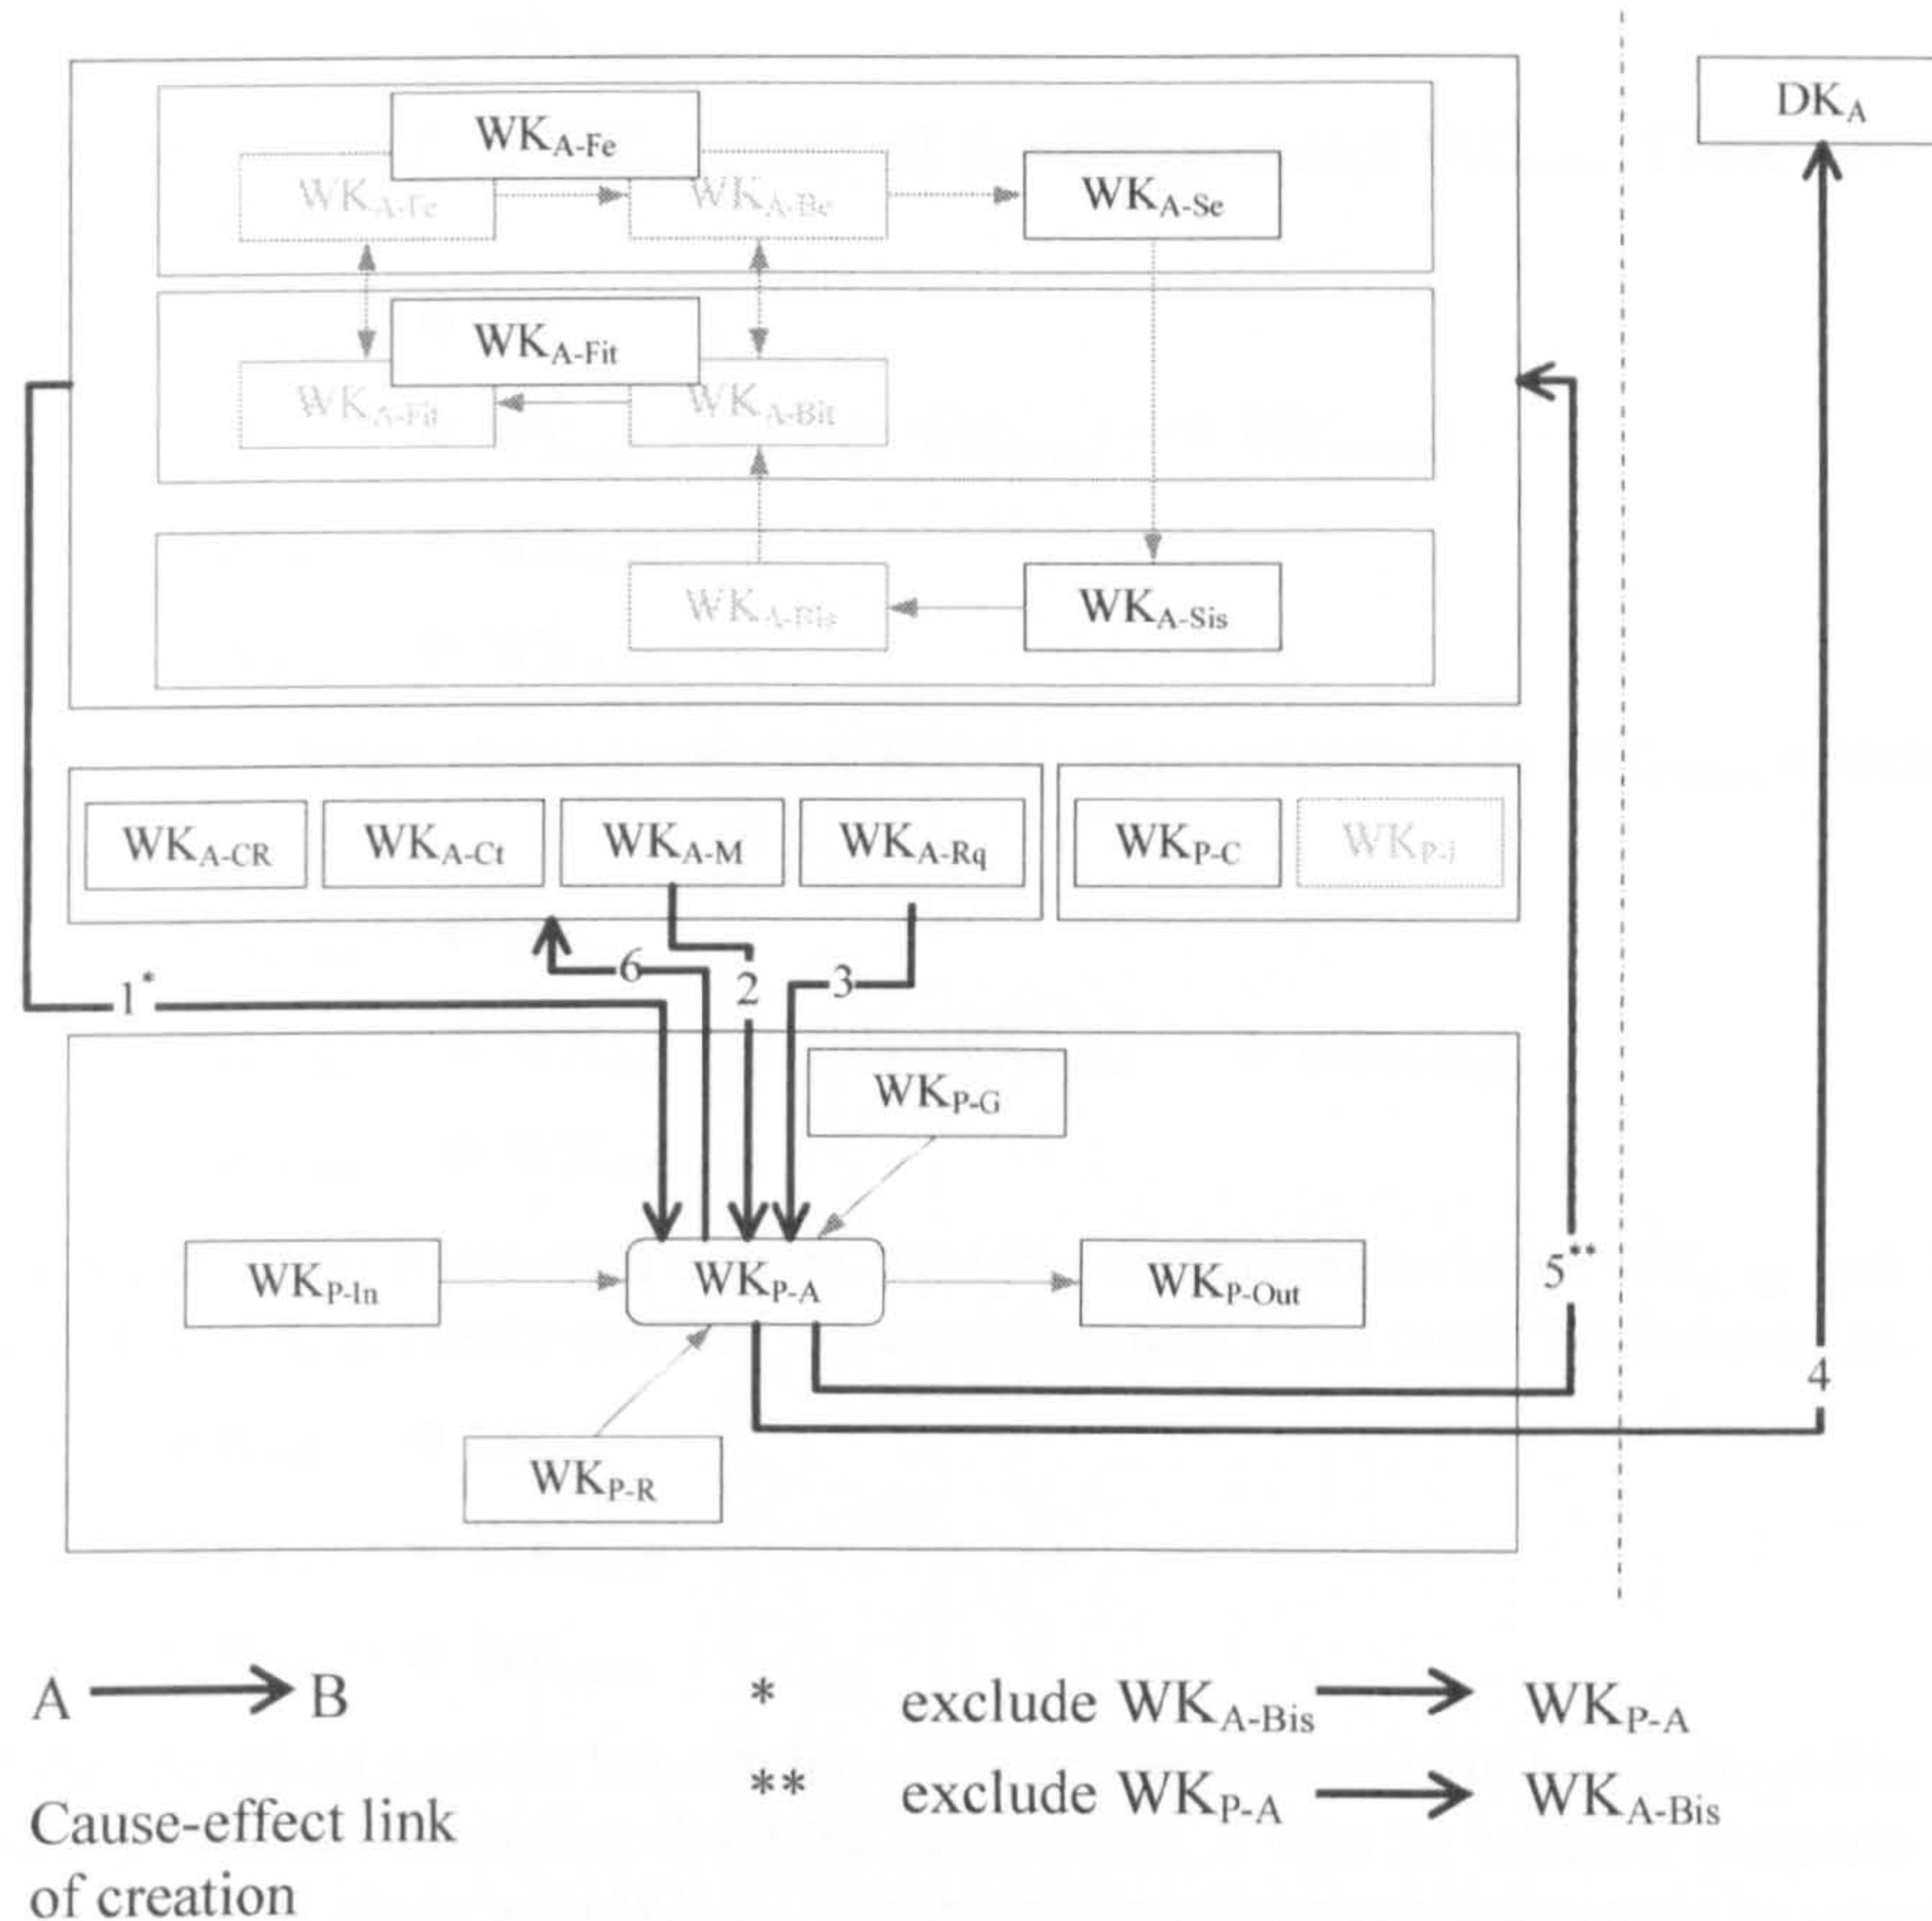 DKA
WKA-Fe
WKA-Fe WKA-Be WKA-Se
WKA-Fit
WKA-Fit WKA-Bit
WKA-Bis WKA-Sis
WKA-CR WKA-Ct WKA-M WKA-Rq WKP-C WKP-i
6 2 3
1*
WKP-G
WKP-In WKP-A WKP-Out 5**
4
WKP-R
A B * exclude WKA-Bis WKP-A
** exclude WKP-A WKA-Bis
Cause-effect link
of creation